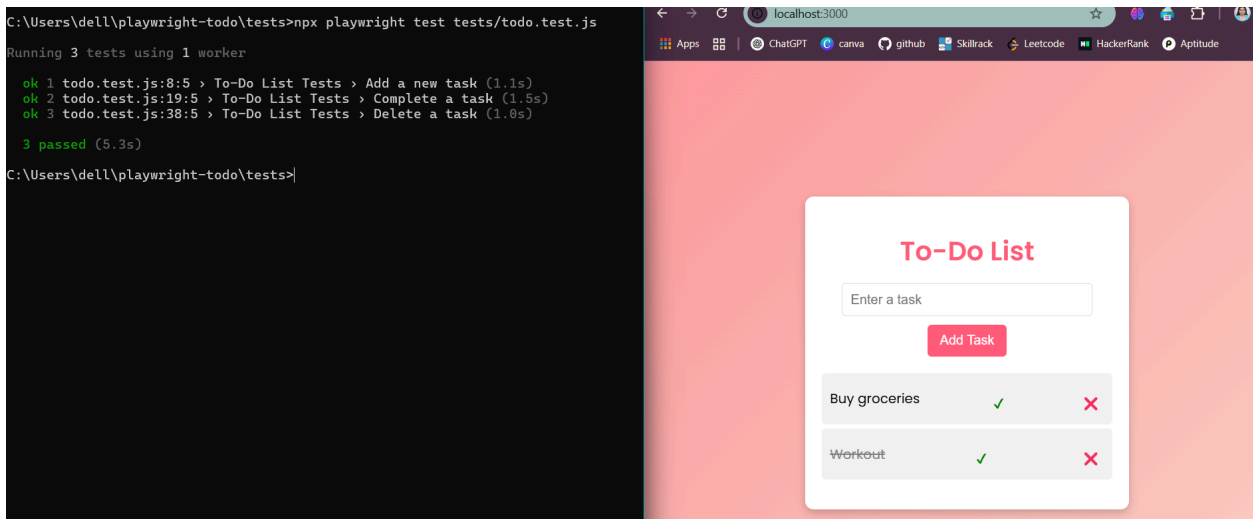 C:\Users\dell\playwright-todo\tests>npx playwright test tests/todo.test.js
Running 3 tests using 1 worker
ok 1 todo.test.js:8:5 › To-Do List Tests › Add a new task (1.1s)
ok 2 todo.test.js:19:5 › To-Do List Tests › Complete a task (1.5s)
ok 3 todo.test.js:38:5 › To-Do List Tests › Delete a task (1.0s)
3 passed (5.3s)
C:\Users\dell\playwright-todo\tests>
localhost:3000
Apps ChatGPT canva github Skillrack Leetcode HackerRank Aptitude
To-Do List
Enter a task
Add Task
Buy groceries ✓ ✕
Workout ✓ ✕